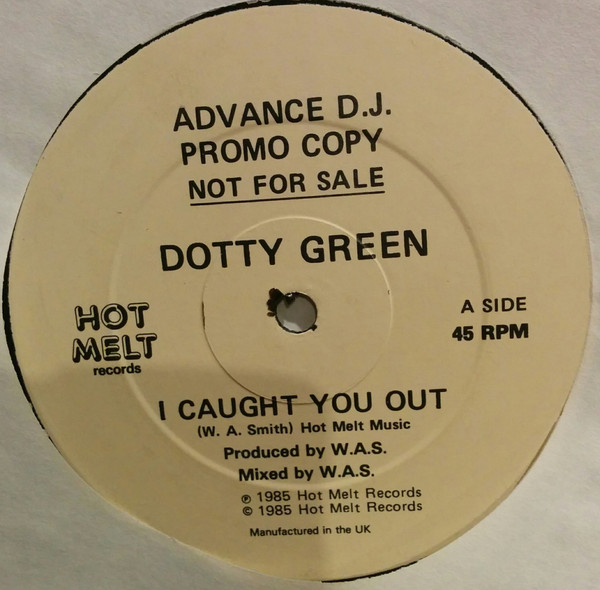 ADVANCE D.J.
PROMO COPY
NOT FOR SALE
DOTTY GREEN
HOT
MELT
records
A SIDE
45 RPM
I CAUGHT YOU OUT
(W. A. Smith) Hot Melt Music
Produced by W.A.S.
Mixed by W.A.S.
℗ 1985 Hot Melt Records
© 1985 Hot Melt Records
Manufactured in the UK